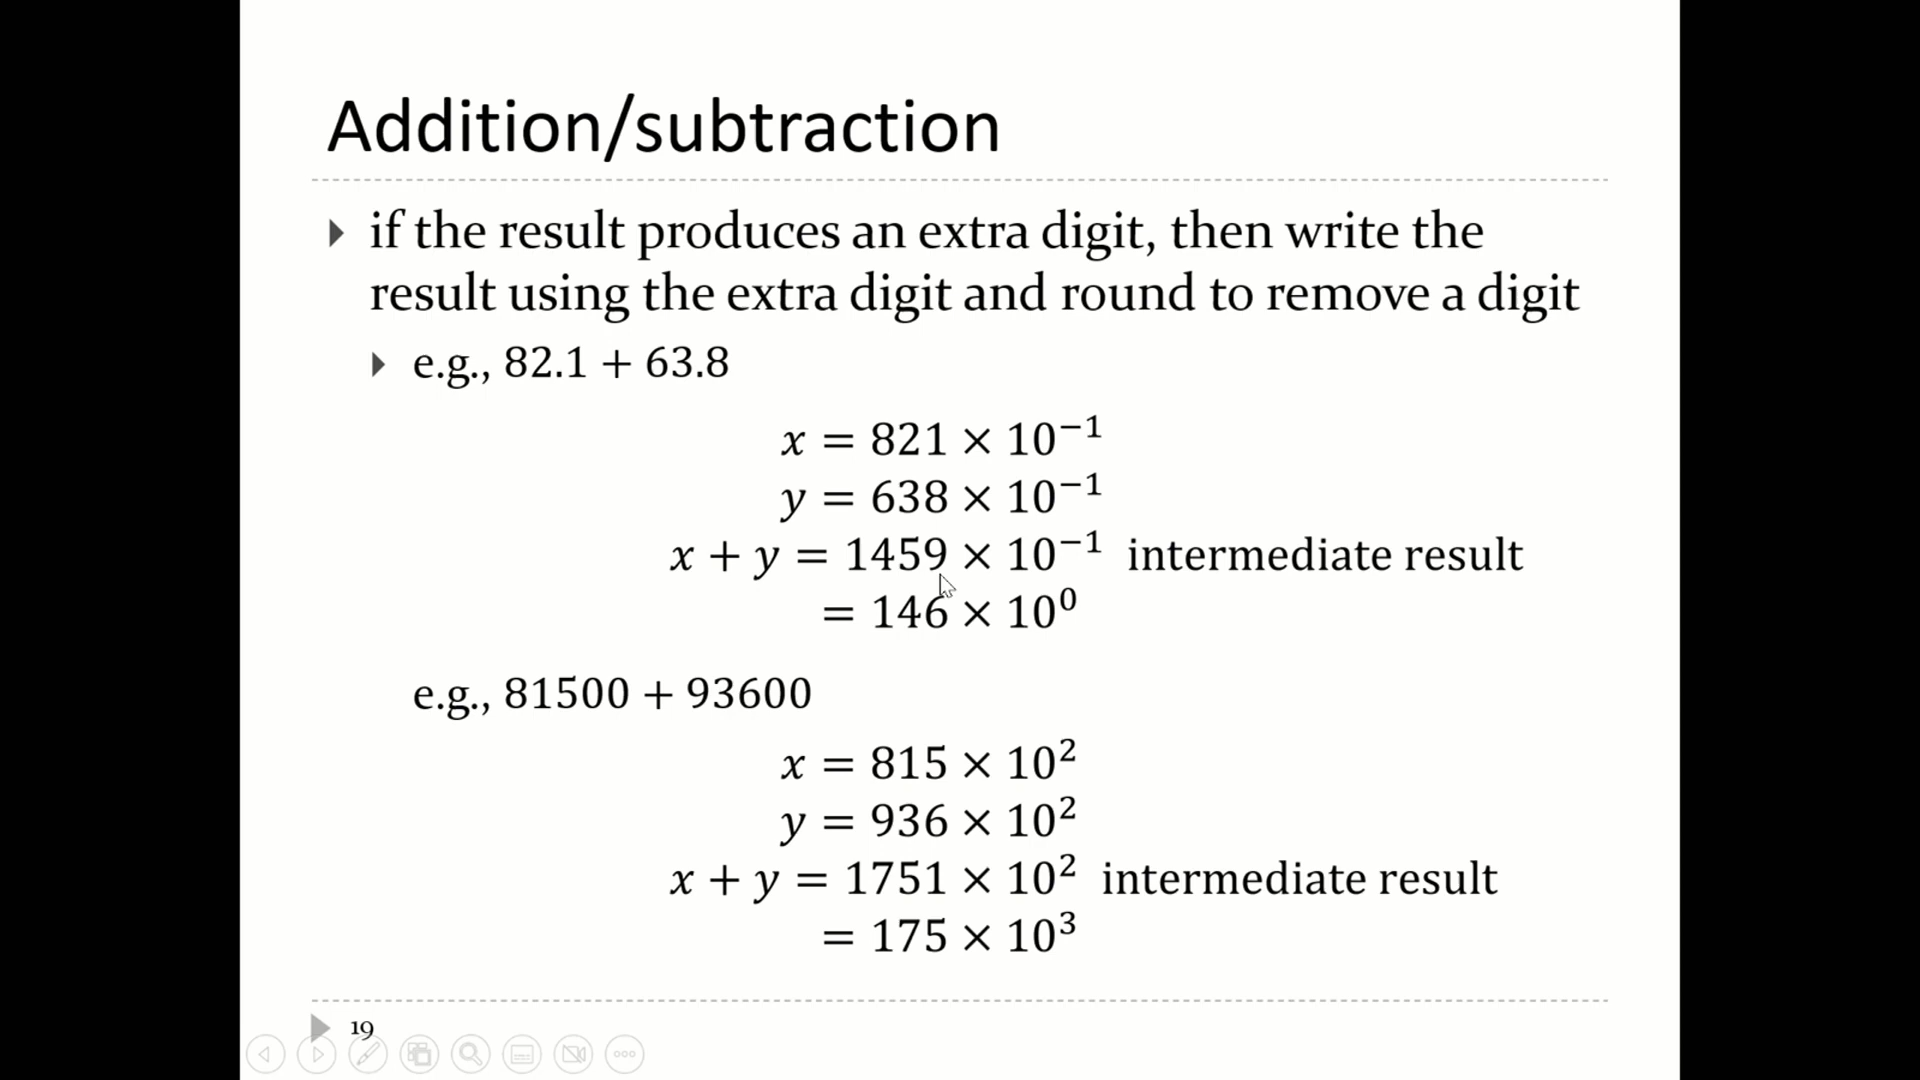 Addition/subtraction
if the result produces an extra digit, then write the
result using the extra digit and round to remove a digit
e.g., 82.1 + 63.8
x = 821 × 10⁻¹
y = 638 × 10⁻¹
x + y = 1459 × 10⁻¹ intermediate result
= 146 × 10⁰
e.g., 81500 + 93600
x = 815 × 10²
y = 936 × 10²
x + y = 1751 × 10² intermediate result
= 175 × 10³
19